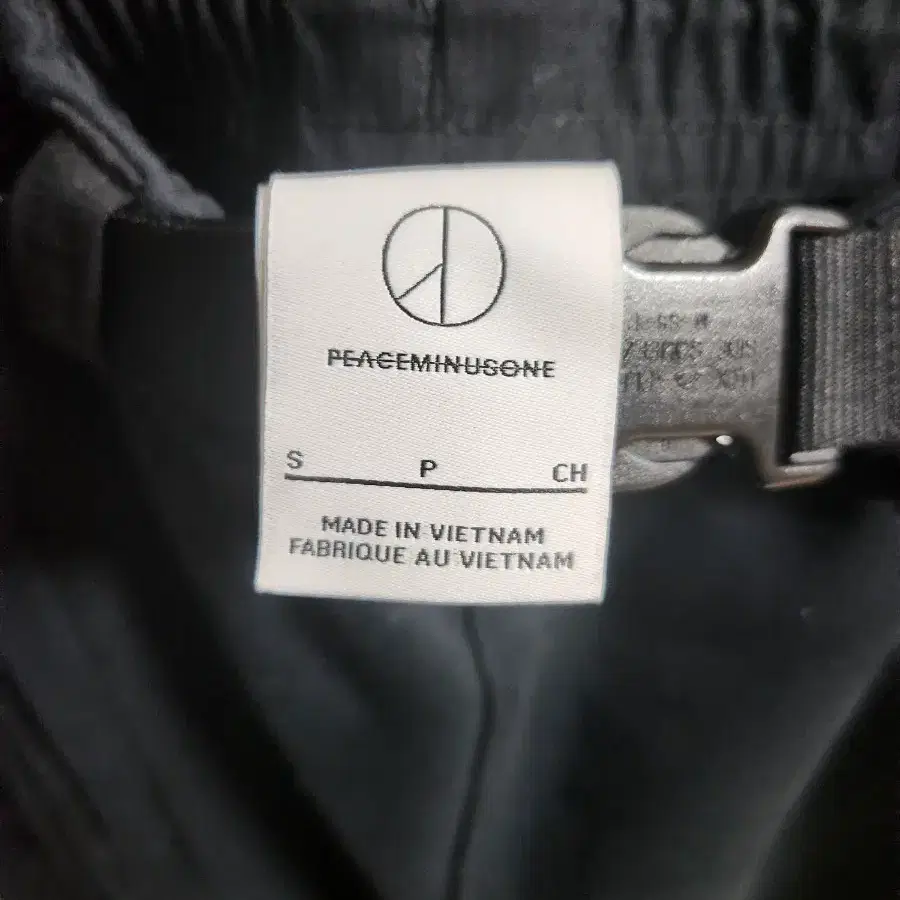 PEACEMINUSONE
S P CH
MADE IN VIETNAM
FABRIQUE AU VIETNAM